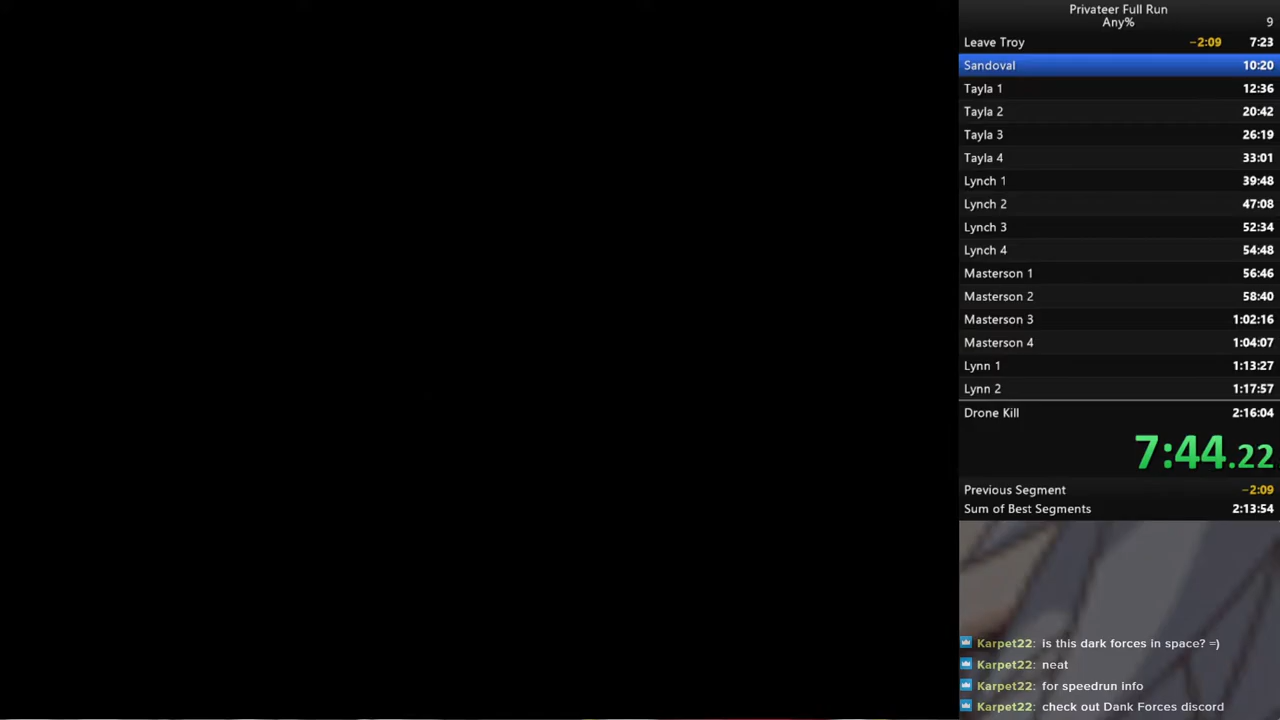 Privateer Full Run
Any% 9
Leave Troy −2:09 7:23
Sandoval 10:20
Tayla 1 12:36
Tayla 2 20:42
Tayla 3 26:19
Tayla 4 33:01
Lynch 1 39:48
Lynch 2 47:08
Lynch 3 52:34
Lynch 4 54:48
Masterson 1 56:46
Masterson 2 58:40
Masterson 3 1:02:16
Masterson 4 1:04:07
Lynn 1 1:13:27
Lynn 2 1:17:57
Drone Kill 2:16:04
7:44.22
Previous Segment −2:09
Sum of Best Segments 2:13:54
Karpet22: is this dark forces in space? =)
Karpet22: neat
Karpet22: for speedrun info
Karpet22: check out Dank Forces discord